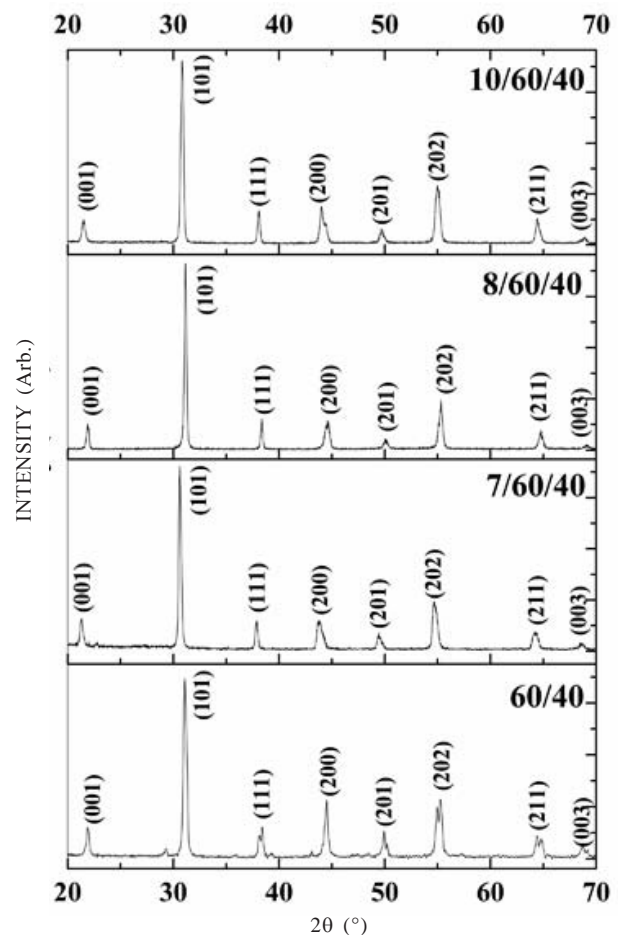 20 30 40 50 60 70
10/60/40
(001) (101) (111) (200) (201) (202) (211) (003)
8/60/40
(001) (101) (111) (200) (201) (202) (211) (003)
7/60/40
(001) (101) (111) (200) (201) (202) (211) (003)
60/40
(001) (101) (111) (200) (201) (202) (211) (003)
20 30 40 50 60 70
2θ (°)
INTENSITY (Arb.)